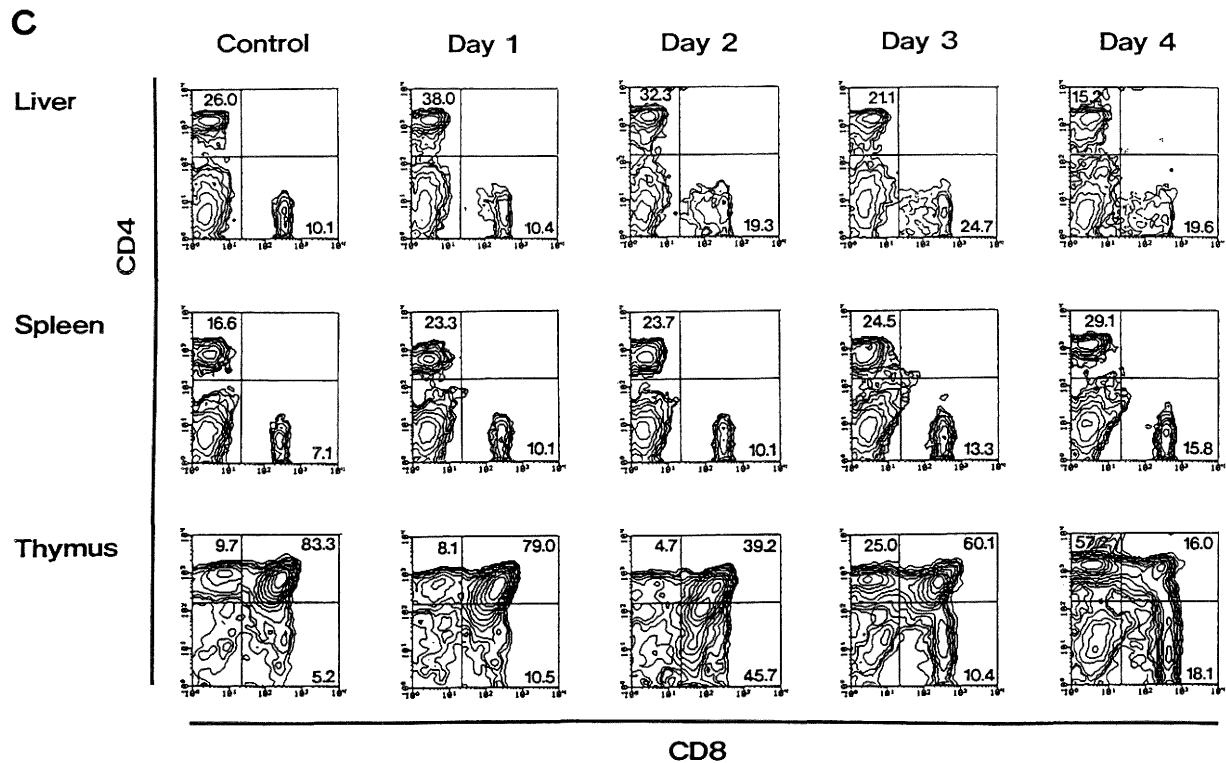 C
Control Day 1 Day 2 Day 3 Day 4
Liver
26.0 38.0 32.3 21.1 15.2
10.1 10.4 19.3 24.7 19.6
CD4
Spleen
16.6 23.3 23.7 24.5 29.1
7.1 10.1 10.1 13.3 15.8
Thymus
9.7 83.3 8.1 79.0 4.7 39.2 25.0 60.1 16.0
5.2 10.5 45.7 10.4 18.1
CD8